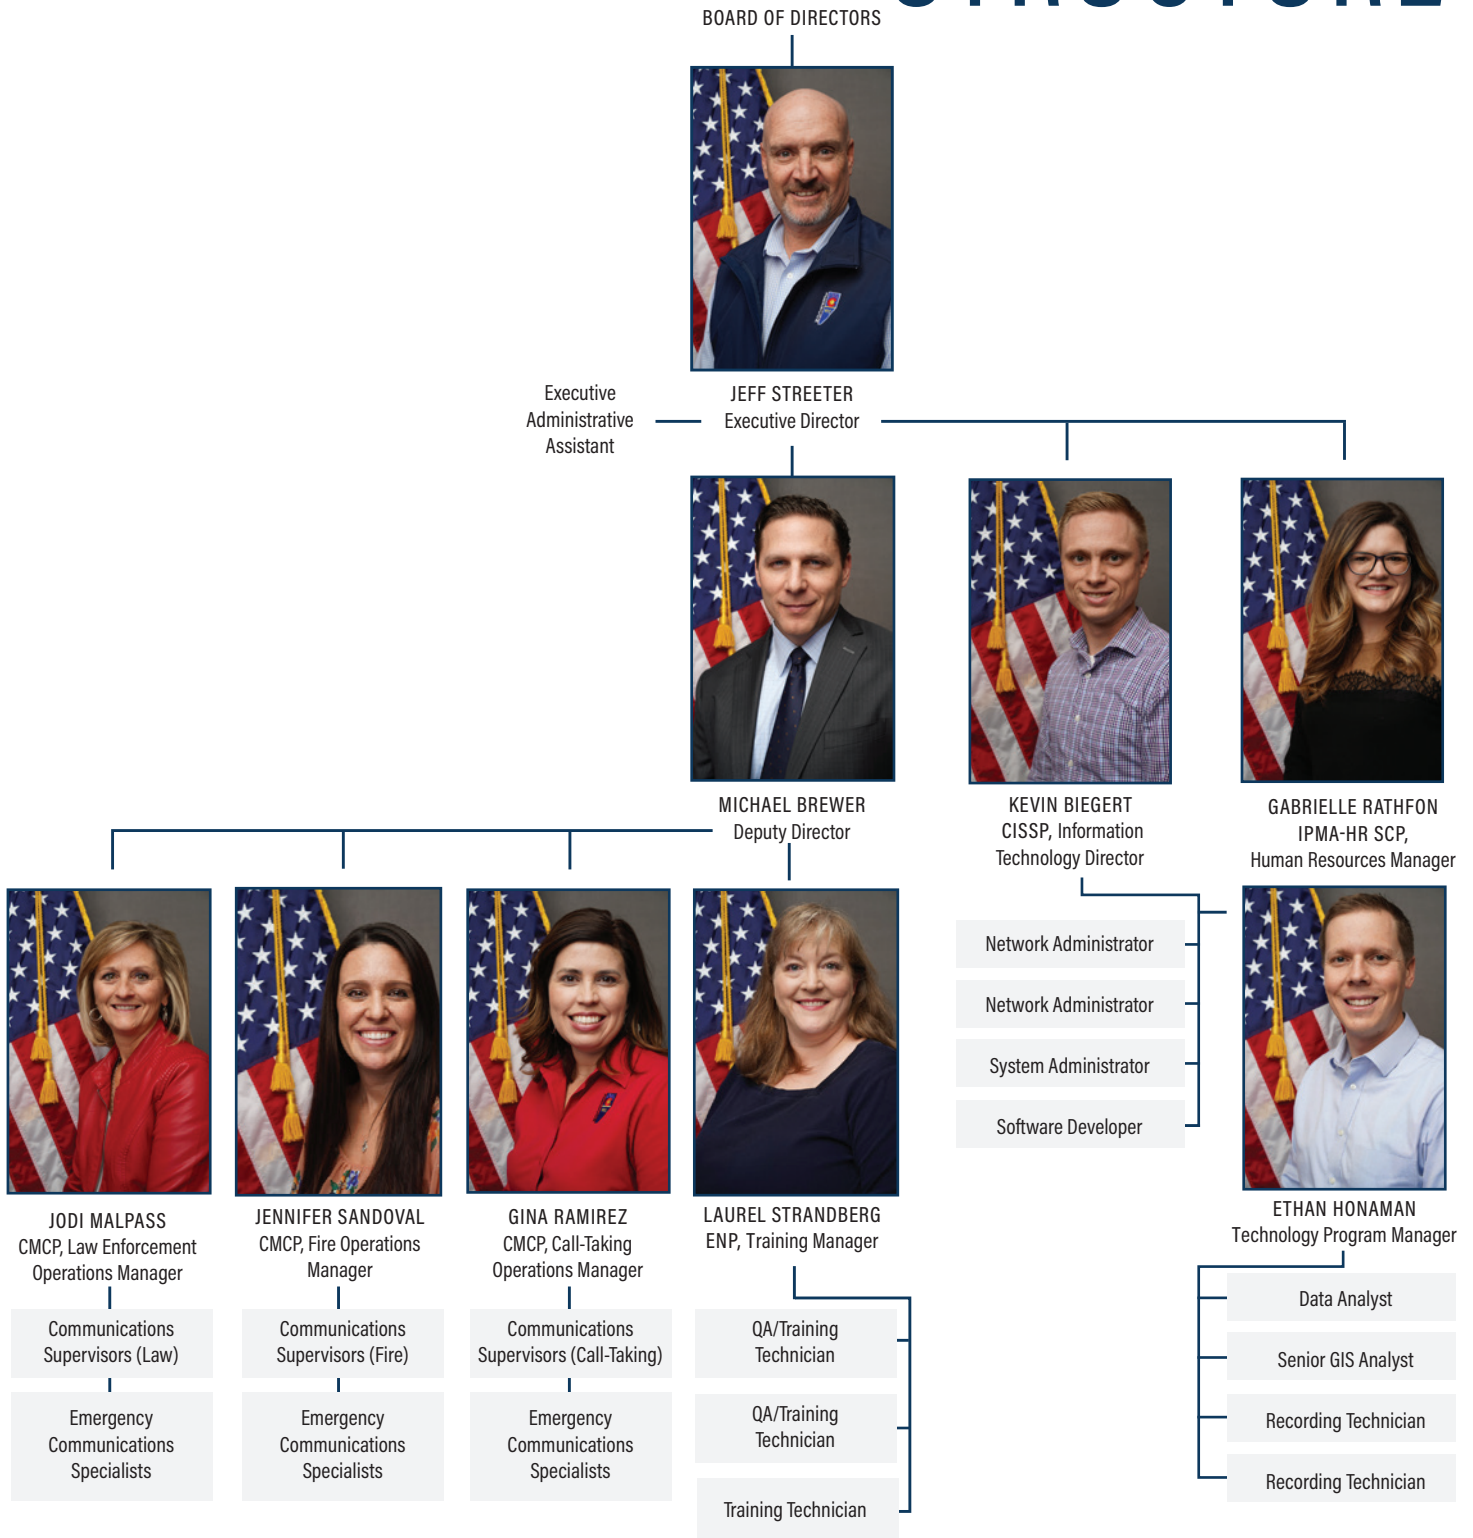 BOARD OF DIRECTORS
JEFF STREETER
Executive Director
Executive
Administrative
Assistant
MICHAEL BREWER
Deputy Director
KEVIN BIEGERT
CISSP, Information
Technology Director
GABRIELLE RATHFON
IPMA-HR SCP,
Human Resources Manager
JODI MALPASS
CMCP, Law Enforcement
Operations Manager
Communications
Supervisors (Law)
Emergency
Communications
Specialists
JENNIFER SANDOVAL
CMCP, Fire Operations
Manager
Communications
Supervisors (Fire)
Emergency
Communications
Specialists
GINA RAMIREZ
CMCP, Call-Taking
Operations Manager
Communications
Supervisors (Call-Taking)
Emergency
Communications
Specialists
LAUREL STRANDBERG
ENP, Training Manager
QA/Training
Technician
QA/Training
Technician
Training Technician
Network Administrator
Network Administrator
System Administrator
Software Developer
ETHAN HONAMAN
Technology Program Manager
Data Analyst
Senior GIS Analyst
Recording Technician
Recording Technician